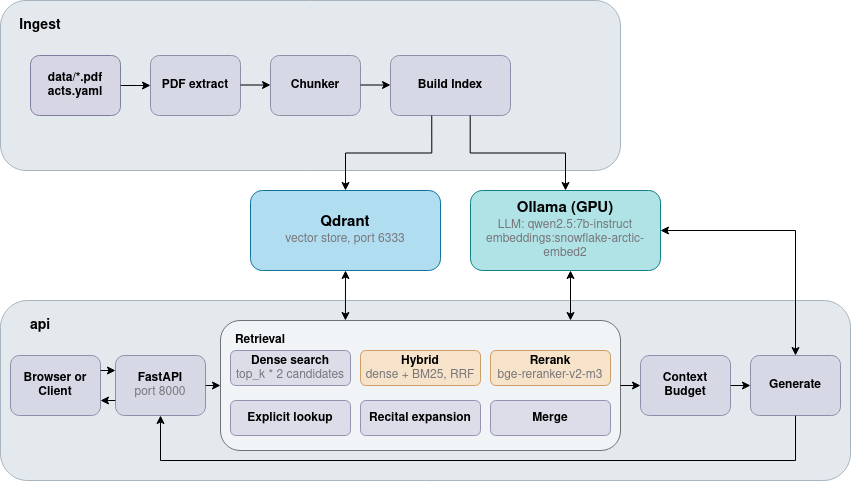 Ingest
data/*.pdf
acts.yaml
PDF extract
Chunker
Build Index
Qdrant
vector store, port 6333
Ollama (GPU)
LLM: qwen2.5:7b-instruct
embeddings:snowflake-arctic-
embed2
api
Browser or
Client
FastAPI
port 8000
Retrieval
Dense search
top_k * 2 candidates
Hybrid
dense + BM25, RRF
Rerank
bge-reranker-v2-m3
Explicit lookup
Recital expansion
Merge
Context
Budget
Generate